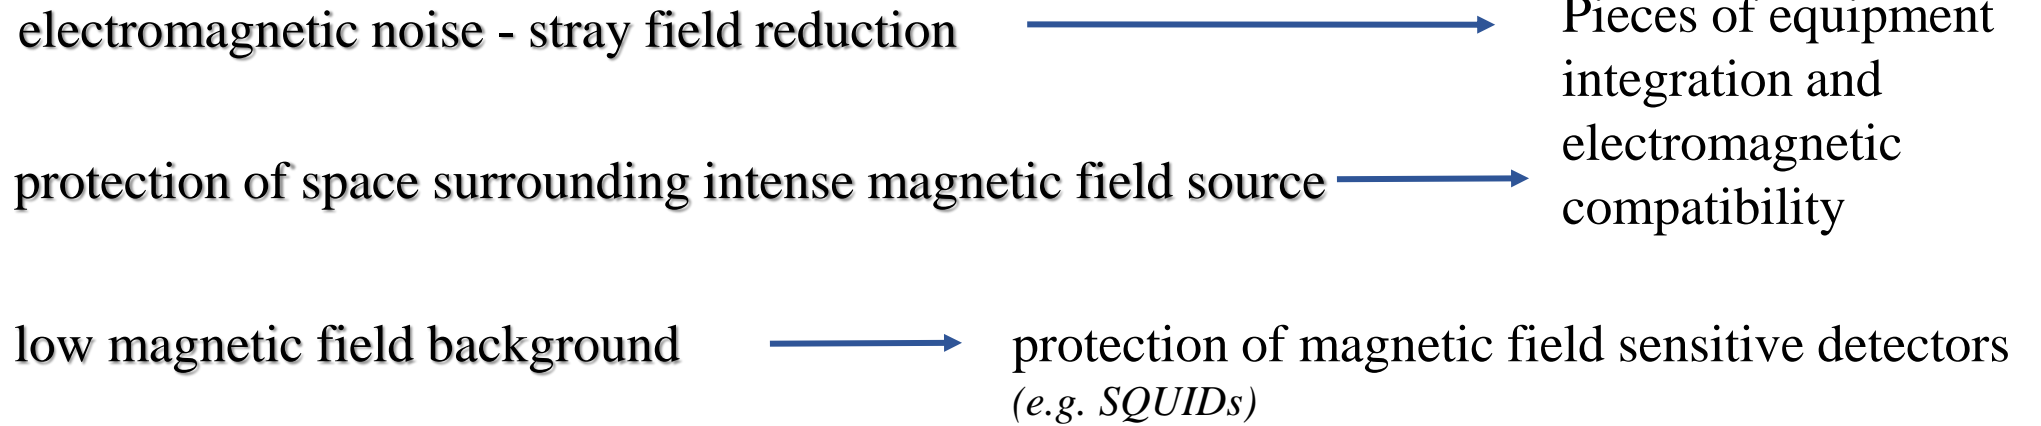 electromagnetic noise - stray field reduction
Pieces of equipment
integration and
electromagnetic
compatibility
protection of space surrounding intense magnetic field source
low magnetic field background
protection of magnetic field sensitive detectors
(e.g. SQUIDs)